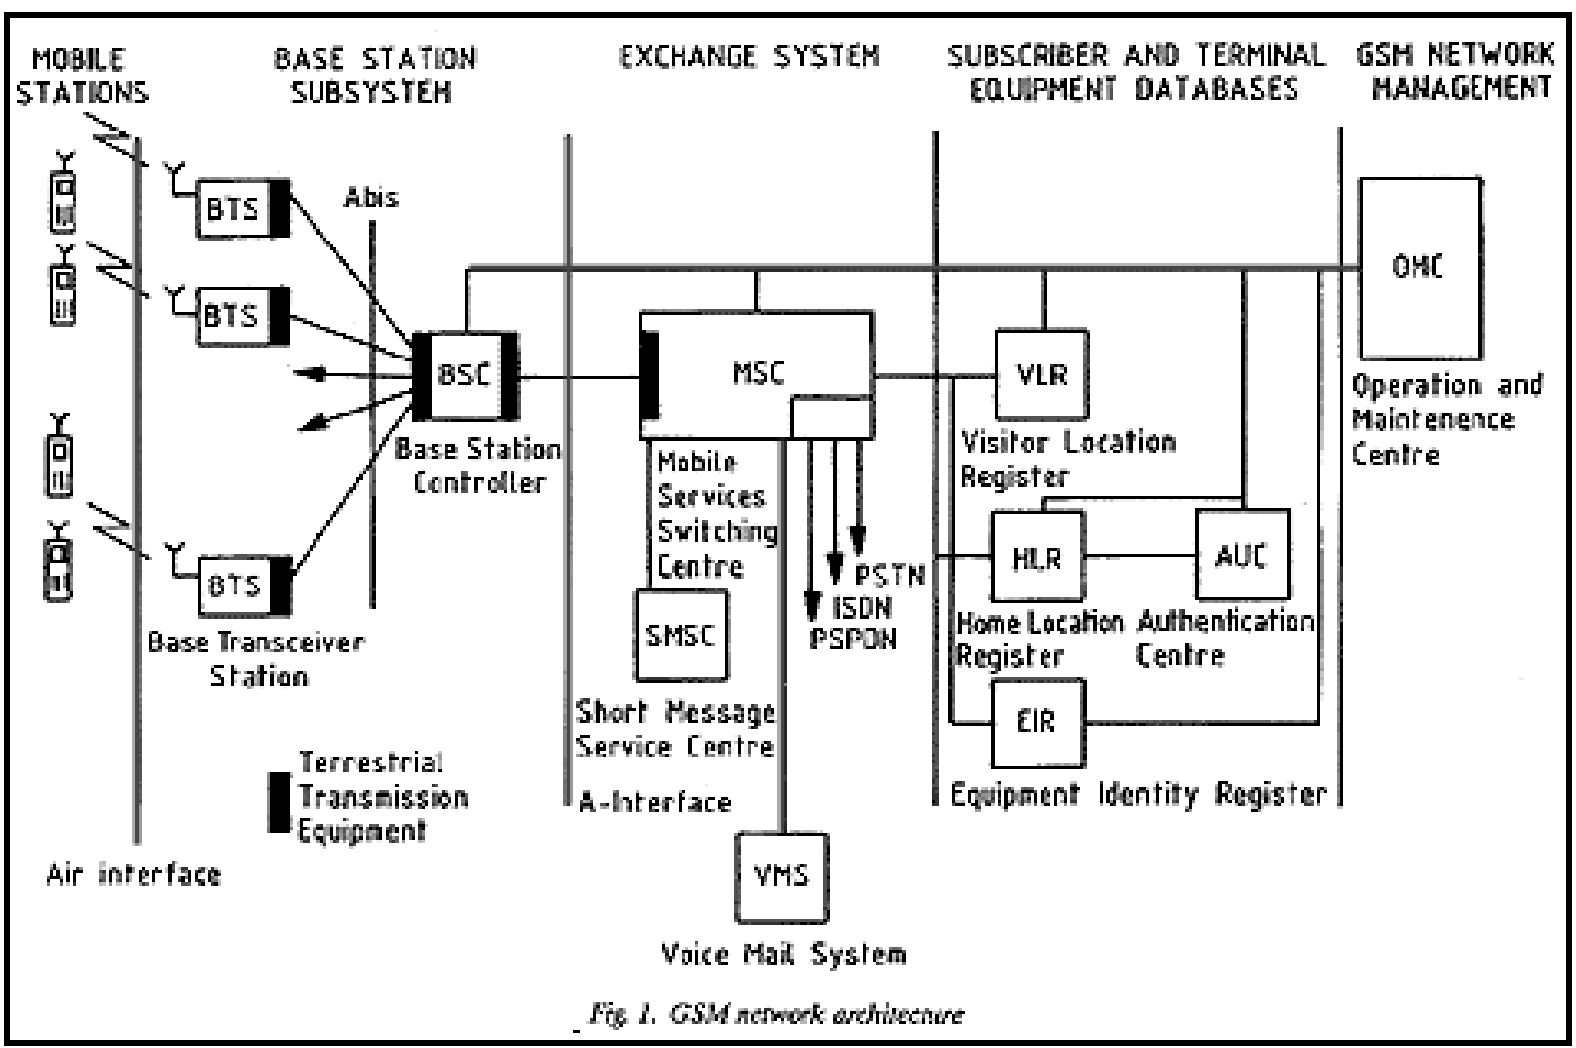 MOBILE
STATIONS
BASE STATION
SUBSYSTEM
EXCHANGE SYSTEM
SUBSCRIBER AND TERMINAL
EQUIPMENT DATABASES
GSM NETWORK
MANAGEMENT
BTS
Abis
BTS
BSC
Base Station
Controller
BTS
Base Transceiver
Station
Terrestrial
Transmission
Equipment
Air interface
MSC
Mobile
Services
Switching
Centre
PSTN
ISDN
PSPDN
SMSC
Short Message
Service Centre
A-Interface
VMS
Voice Mail System
VLR
Visitor Location
Register
HLR
Home Location
Register
AUC
Authentication
Centre
EIR
Equipment Identity Register
OMC
Operation and
Maintenence
Centre
Fig. 1. GSM network architecture